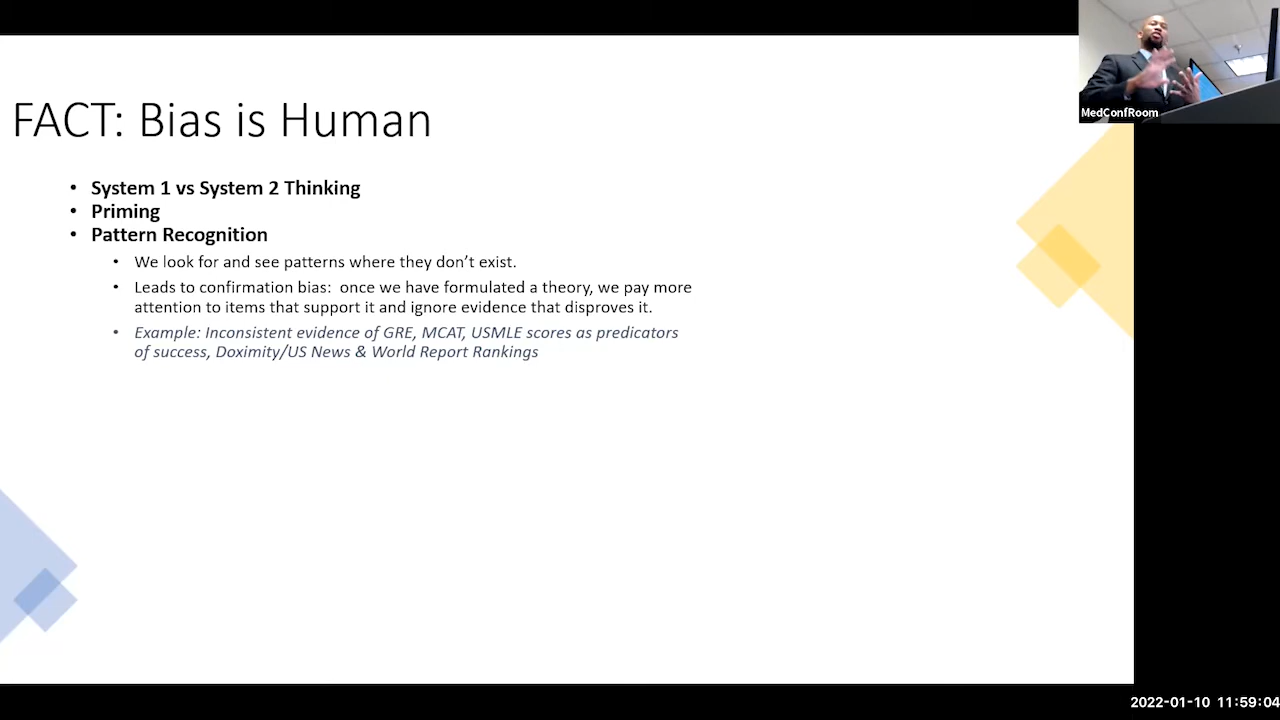 FACT: Bias is Human
• System 1 vs System 2 Thinking
• Priming
• Pattern Recognition
• We look for and see patterns where they don’t exist.
• Leads to confirmation bias:  once we have formulated a theory, we pay more
attention to items that support it and ignore evidence that disproves it.
• Example: Inconsistent evidence of GRE, MCAT, USMLE scores as predicators
of success, Doximity/US News & World Report Rankings
MedConfRoom
2022-01-10 11:59:04